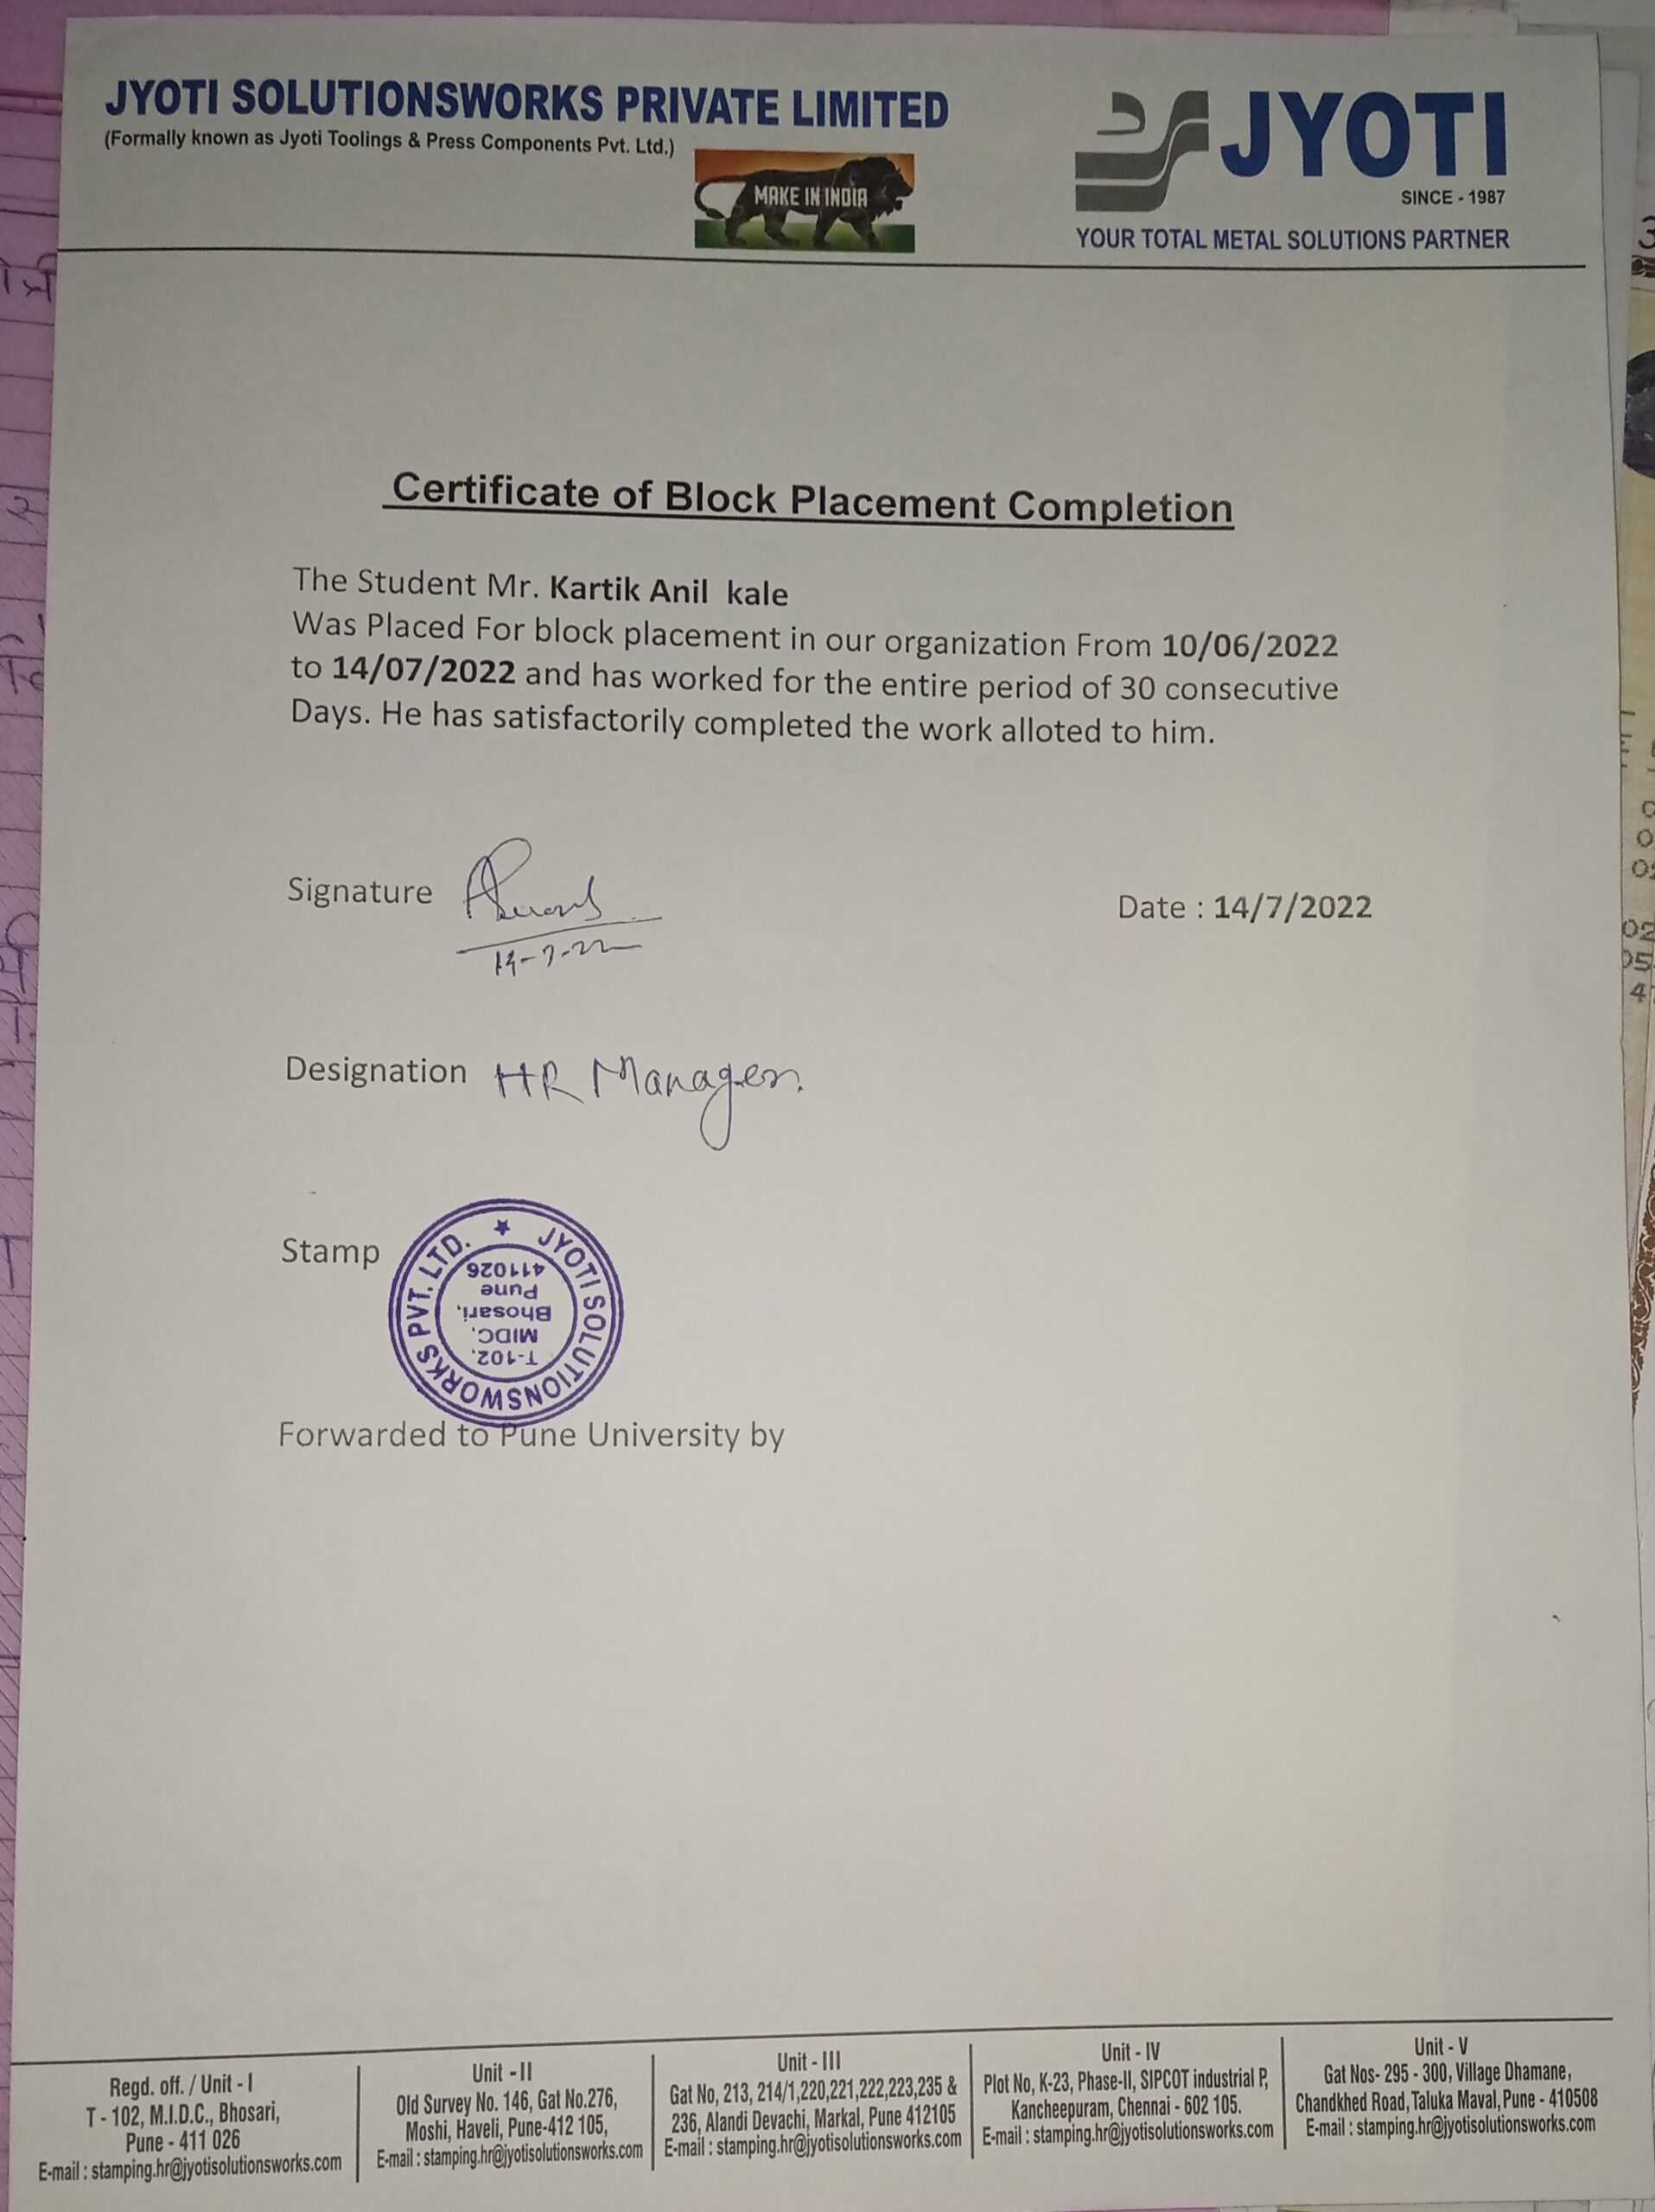 JYOTI SOLUTIONSWORKS PRIVATE LIMITED
(Formally known as Jyoti Toolings & Press Components Pvt. Ltd.)
MAKE IN INDIA
JYOTI
SINCE - 1987
YOUR TOTAL METAL SOLUTIONS PARTNER
Certificate of Block Placement Completion
The Student Mr. Kartik Anil kale
Was Placed For block placement in our organization From 10/06/2022
to 14/07/2022 and has worked for the entire period of 30 consecutive
Days. He has satisfactorily completed the work alloted to him.
Signature
14-7-22
Date : 14/7/2022
Designation HR Manager.
Stamp
JYOTI SOLUTIONSWORKS PVT. LTD. ★
T-102,
MIDC,
Bhosari,
Pune
411026
Forwarded to Pune University by
Regd. off. / Unit - I
T - 102, M.I.D.C., Bhosari,
Pune - 411 026
E-mail : stamping.hr@jyotisolutionsworks.com
Unit - II
Old Survey No. 146, Gat No.276,
Moshi, Haveli, Pune-412 105,
E-mail : stamping.hr@jyotisolutionsworks.com
Unit - III
Gat No, 213, 214/1,220,221,222,223,235 &
236, Alandi Devachi, Markal, Pune 412105
E-mail : stamping.hr@jyotisolutionsworks.com
Unit - IV
Plot No, K-23, Phase-II, SIPCOT industrial P,
Kancheepuram, Chennai - 602 105.
E-mail : stamping.hr@jyotisolutionsworks.com
Unit - V
Gat Nos- 295 - 300, Village Dhamane,
Chandkhed Road, Taluka Maval, Pune - 410508
E-mail : stamping.hr@jyotisolutionsworks.com